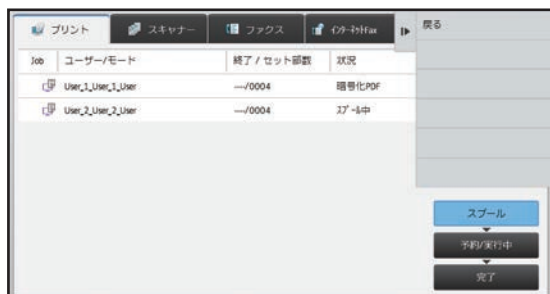 プリント スキャナー ファクス インターネットFax 戻る
Job ユーザー/モード 終了 / セット部数 状況
User_1_User_1_User ---/0004 暗号化PDF
User_2_User_2_User ---/0004 スプール中
スプール
予約/実行中
完了